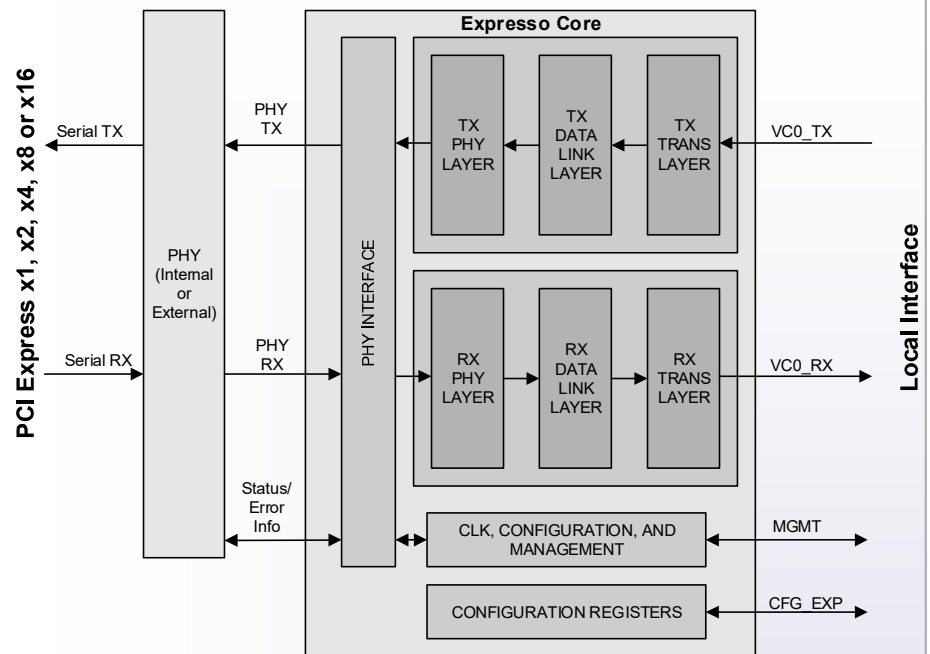 Expresso Core
PCI Express x1, x2, x4, x8 or x16
Serial TX
PHY
TX
TX
PHY
LAYER
TX
DATA
LINK
LAYER
TX
TRANS
LAYER
VC0_TX
PHY
(Internal
or
External)
PHY INTERFACE
Local Interface
Serial RX
PHY
RX
RX
PHY
LAYER
RX
DATA
LINK
LAYER
RX
TRANS
LAYER
VC0_RX
Status/
Error
Info
CLK, CONFIGURATION, AND
MANAGEMENT
MGMT
CONFIGURATION REGISTERS
CFG_EXP